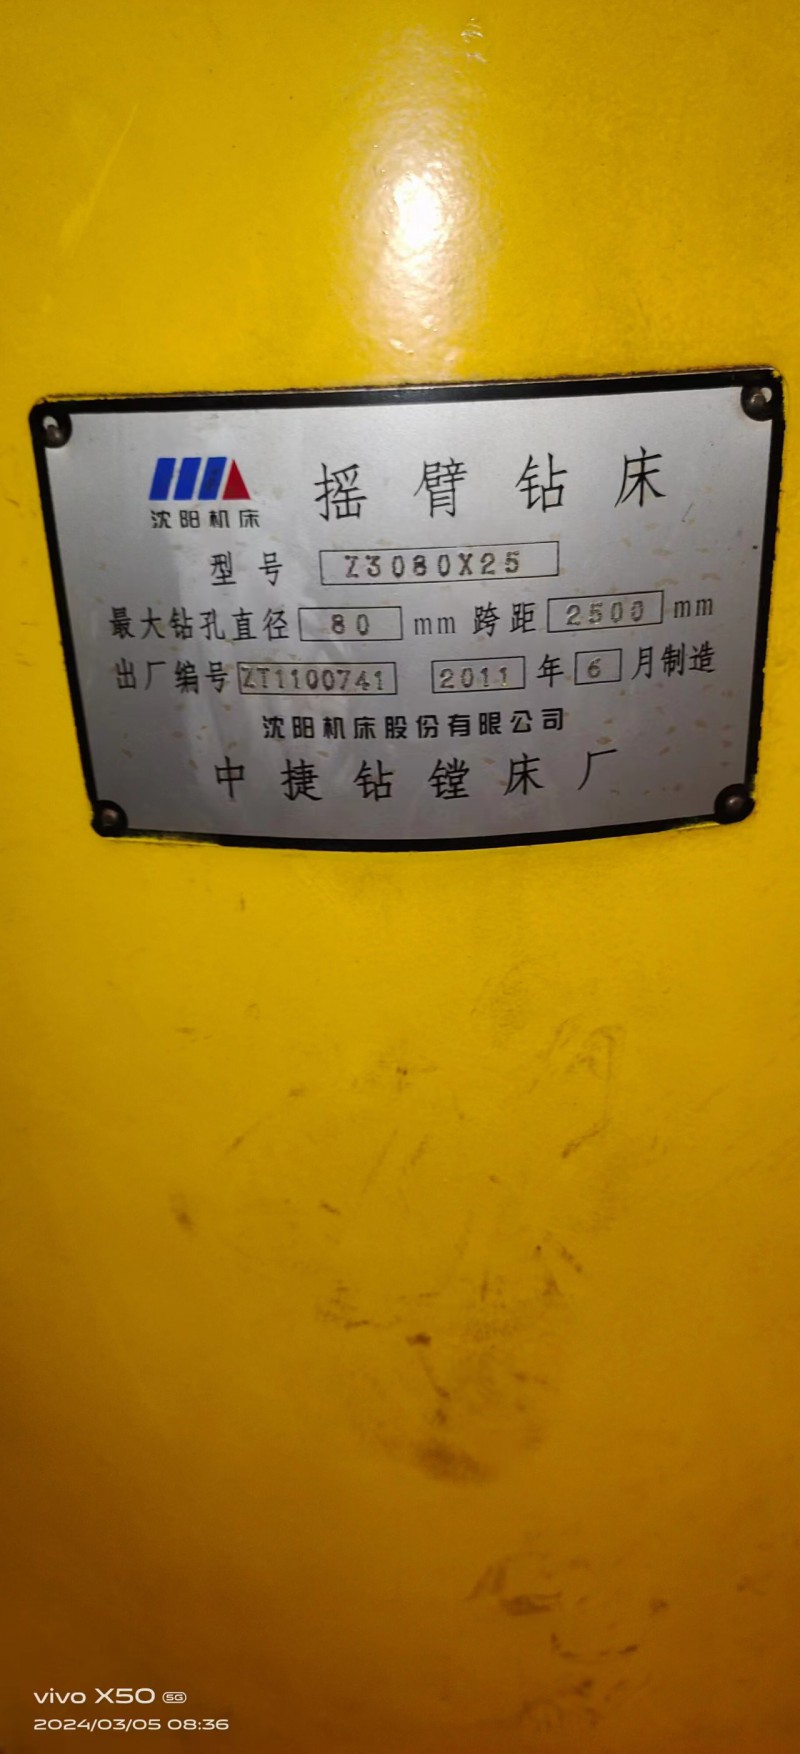 沈阳机床
摇臂钻床
型号 Z3080X25
最大钻孔直径 80 mm 跨距 2500 mm
出厂编号 ZT1100741 2011 年 6 月制造
沈阳机床股份有限公司
中捷钻镗床厂
vivo X50 5G
2024/03/05 08:36